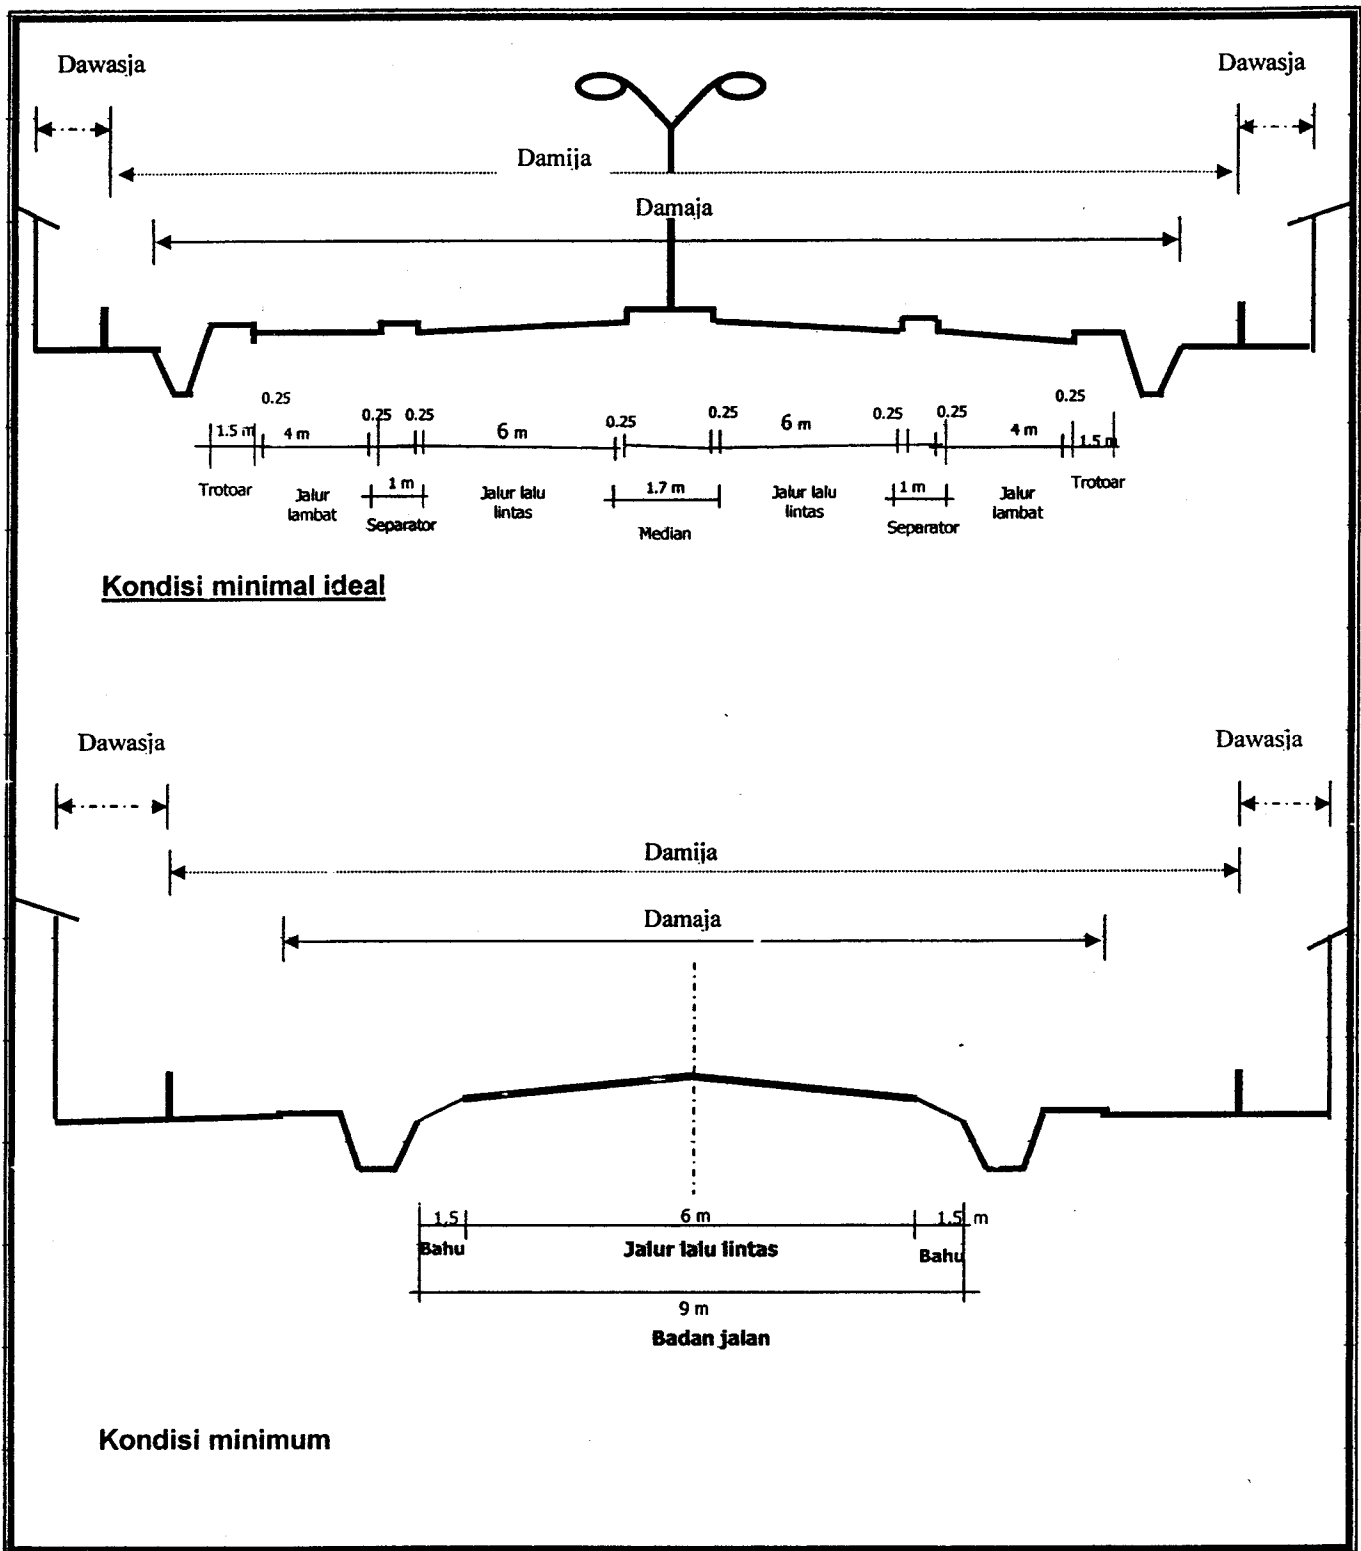 Dawasja
Dawasja
Damija
Damaja
0.25
0.25
0.25 0.25
0.25
0.25
0.25
0.25
1.5 m
4 m
6 m
6 m
4 m
1.5 m
Trotoar
Jalur
lambat
1 m
Separator
Jalur lalu
lintas
1.7 m
Median
Jalur lalu
lintas
1 m
Separator
Jalur
lambat
Trotoar
Kondisi minimal ideal
Dawasja
Dawasja
Damija
Damaja
1.5
6 m
1.5 m
Bahu
Jalur lalu lintas
Bahu
9 m
Badan jalan
Kondisi minimum